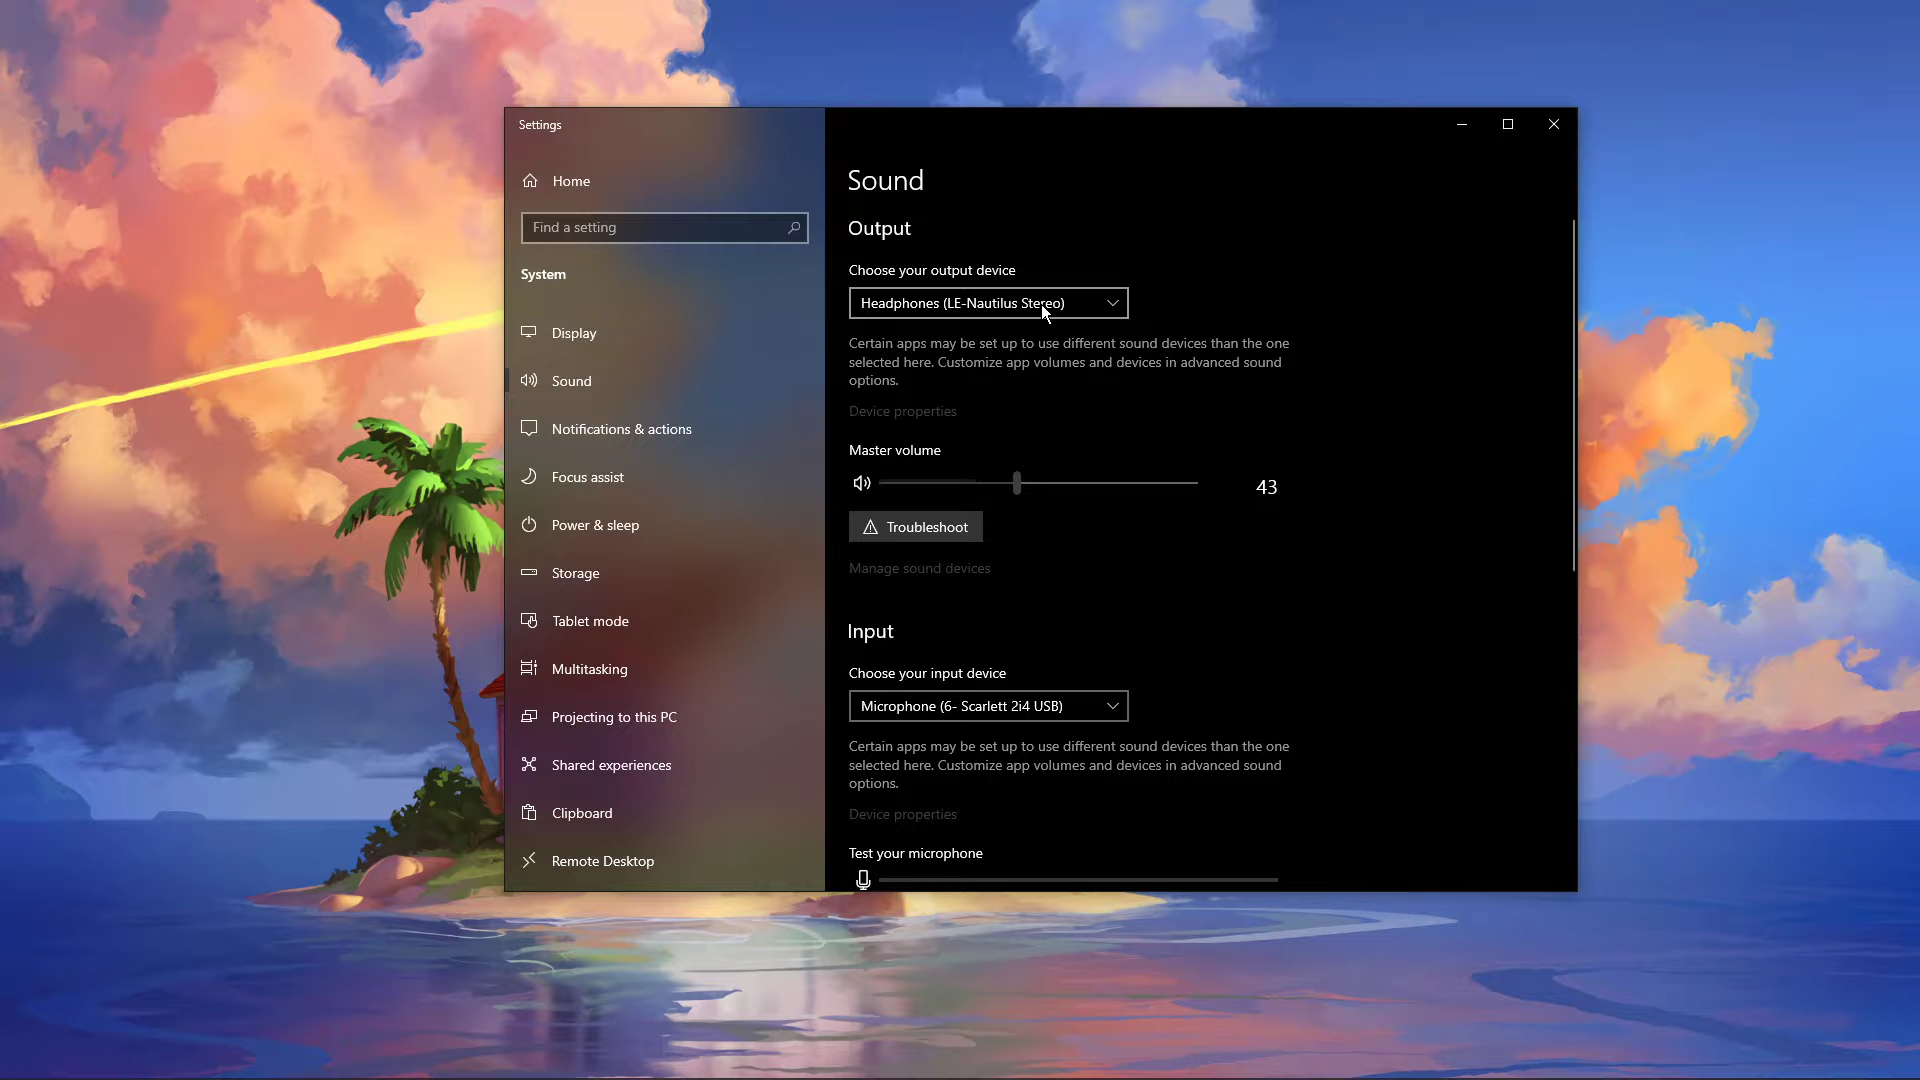 Settings
Home
Find a setting
System
Display
Sound
Notifications & actions
Focus assist
Power & sleep
Storage
Tablet mode
Multitasking
Projecting to this PC
Shared experiences
Clipboard
Remote Desktop
Sound
Output
Choose your output device
Headphones (LE-Nautilus Stereo)
Certain apps may be set up to use different sound devices than the one
selected here. Customize app volumes and devices in advanced sound
options.
Device properties
Master volume
43
Troubleshoot
Manage sound devices
Input
Choose your input device
Microphone (6- Scarlett 2i4 USB)
Certain apps may be set up to use different sound devices than the one
selected here. Customize app volumes and devices in advanced sound
options.
Device properties
Test your microphone